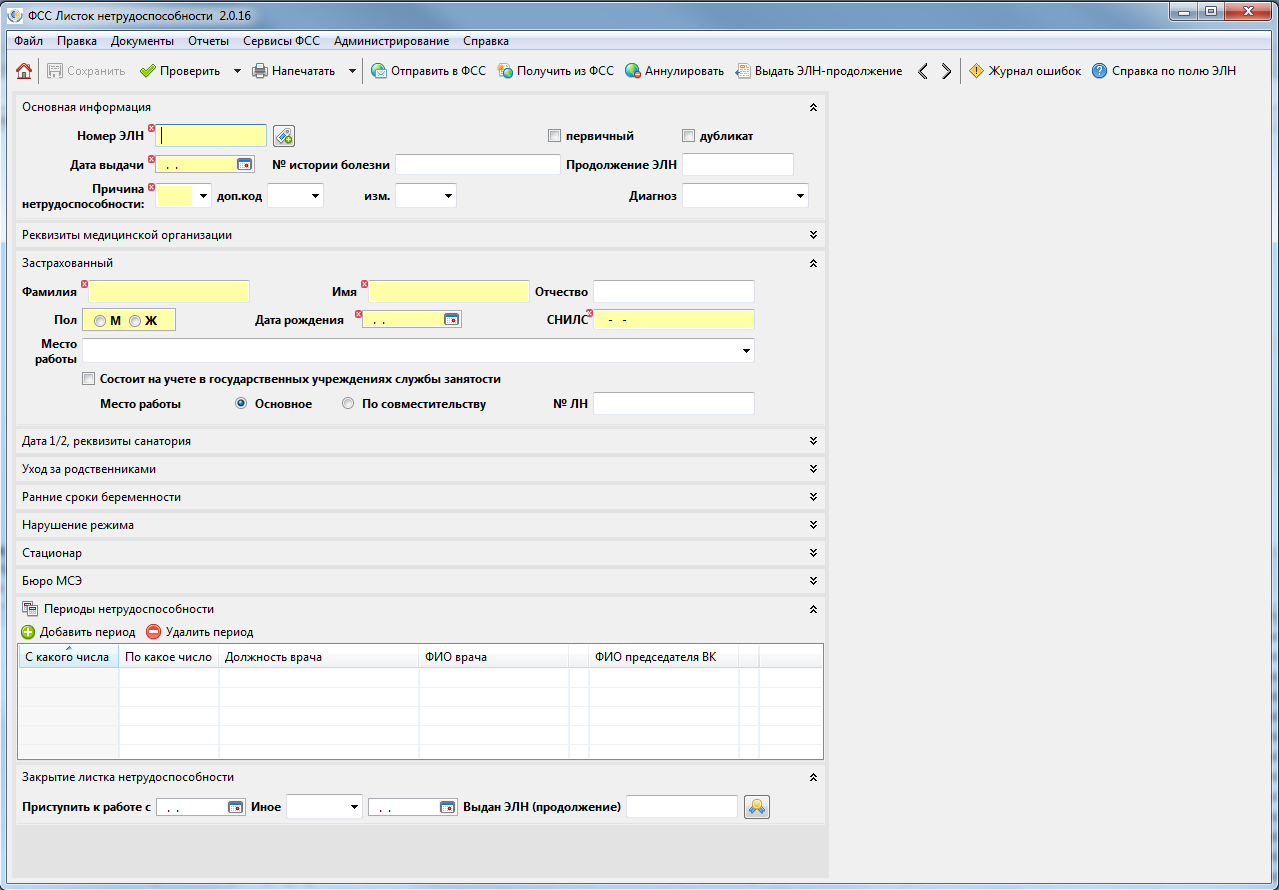 ФСС Листок нетрудоспособности 2.0.16
Файл Правка Документы Отчеты Сервисы ФСС Администрирование Справка
Сохранить Проверить Напечатать Отправить в ФСС Получить из ФСС Аннулировать Выдать ЭЛН-продолжение Журнал ошибок Справка по полю ЭЛН
Основная информация
Номер ЭЛН первичный дубликат
Дата выдачи . . № истории болезни Продолжение ЭЛН
Причина
нетрудоспособности: доп.код изм. Диагноз
Реквизиты медицинской организации
Застрахованный
Фамилия Имя Отчество
Пол М Ж Дата рождения . . СНИЛС - -
Место
работы
Состоит на учете в государственных учреждениях службы занятости
Место работы Основное По совместительству № ЛН
Дата 1/2, реквизиты санатория
Уход за родственниками
Ранние сроки беременности
Нарушение режима
Стационар
Бюро МСЭ
Периоды нетрудоспособности
Добавить период Удалить период
С какого числа По какое число Должность врача ФИО врача ФИО председателя ВК
Закрытие листка нетрудоспособности
Приступить к работе с . . Иное . . Выдан ЭЛН (продолжение)